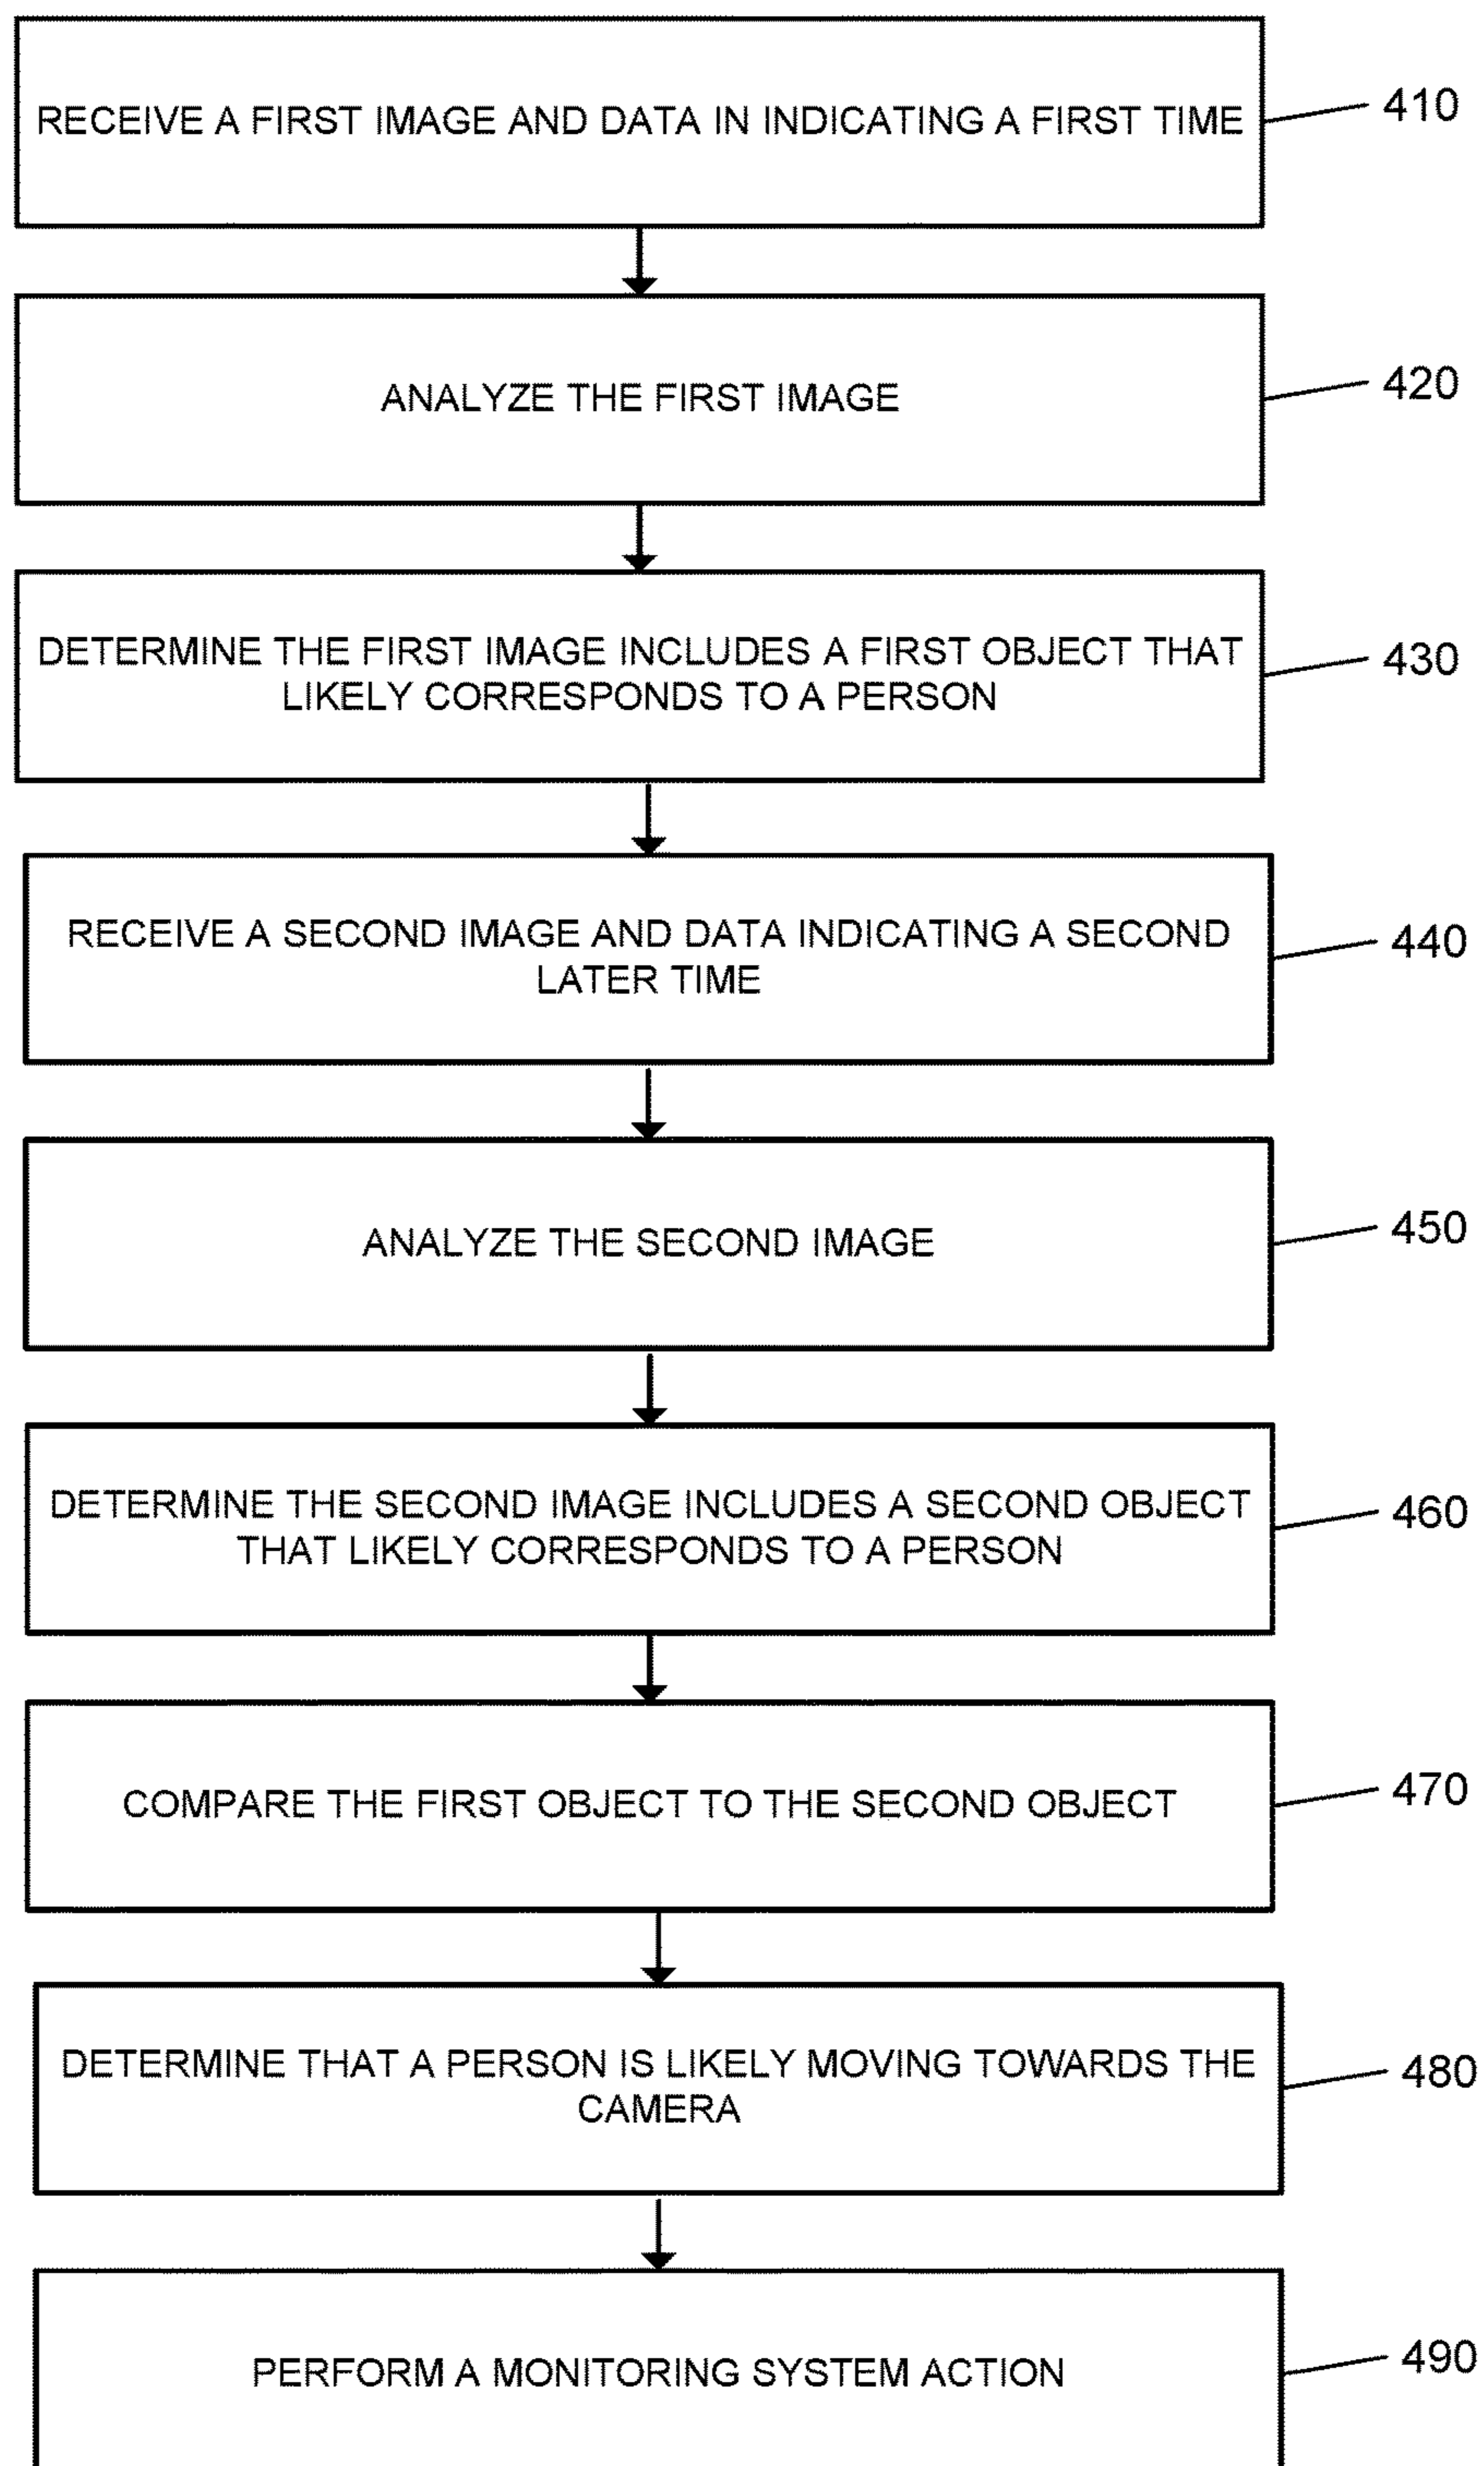 RECEIVE A FIRST IMAGE AND DATA IN INDICATING A FIRST TIME
410
ANALYZE THE FIRST IMAGE
420
DETERMINE THE FIRST IMAGE INCLUDES A FIRST OBJECT THAT
LIKELY CORRESPONDS TO A PERSON
430
RECEIVE A SECOND IMAGE AND DATA INDICATING A SECOND
LATER TIME
440
ANALYZE THE SECOND IMAGE
450
DETERMINE THE SECOND IMAGE INCLUDES A SECOND OBJECT
THAT LIKELY CORRESPONDS TO A PERSON
460
COMPARE THE FIRST OBJECT TO THE SECOND OBJECT
470
DETERMINE THAT A PERSON IS LIKELY MOVING TOWARDS THE
CAMERA
480
PERFORM A MONITORING SYSTEM ACTION
490